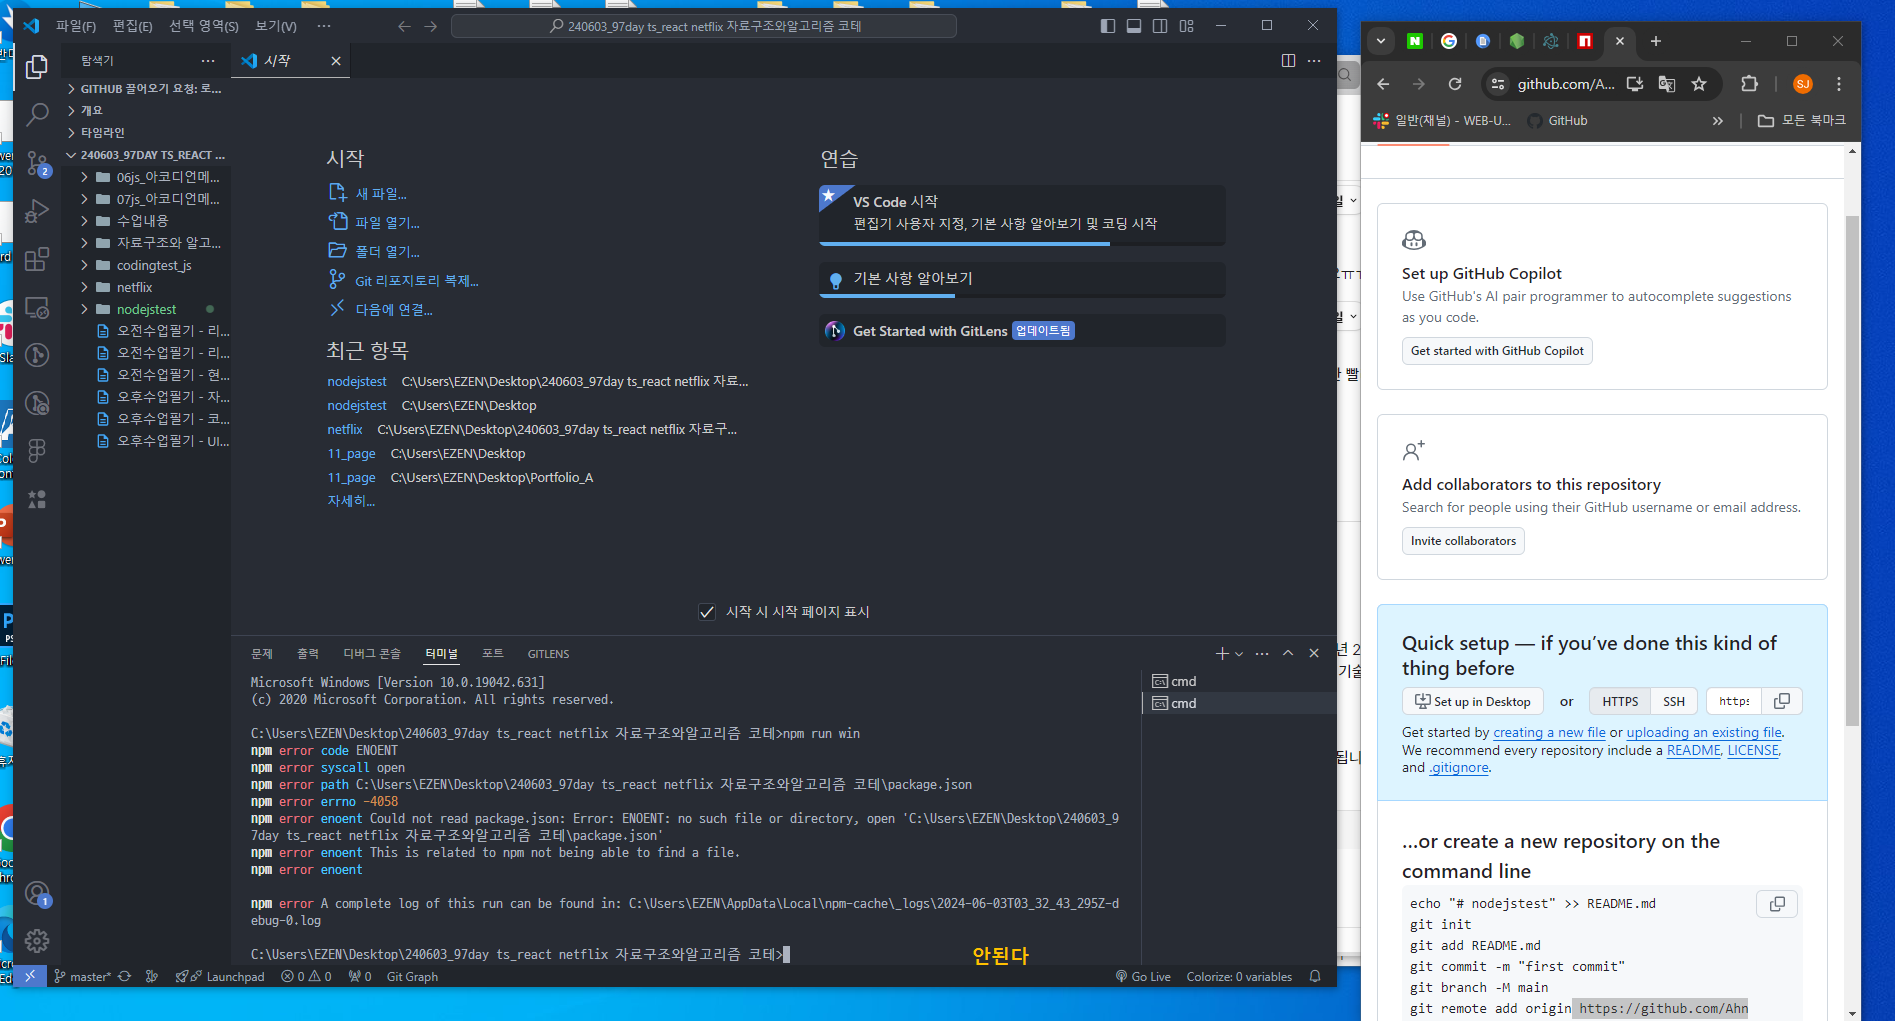 파일(F) 편집(E) 선택 영역(S) 보기(V) ··· 240603_97day ts_react netflix 자료구조와알고리즘 코테
탐색기 ···
시작
GITHUB 끌어오기 요청: 로...
개요
타임라인
240603_97DAY TS_REACT ...
06js_아코디언메...
07js_아코디언메...
수업내용
자료구조와 알고...
codingtest_js
netflix
nodejstest
오전수업필기 - 리...
오전수업필기 - 리...
오전수업필기 - 현...
오후수업필기 - 자...
오후수업필기 - 코...
오후수업필기 - UI...
2
1
시작
새 파일...
파일 열기...
폴더 열기...
Git 리포지토리 복제...
다음에 연결...
최근 항목
nodejstest C:\Users\EZEN\Desktop\240603_97day ts_react netflix 자료...
nodejstest C:\Users\EZEN\Desktop
netflix C:\Users\EZEN\Desktop\240603_97day ts_react netflix 자료구...
11_page C:\Users\EZEN\Desktop
11_page C:\Users\EZEN\Desktop\Portfolio_A
자세히...
연습
VS Code 시작
편집기 사용자 지정, 기본 사항 알아보기 및 코딩 시작
기본 사항 알아보기
Get Started with GitLens 업데이트됨
시작 시 시작 페이지 표시
문제 출력 디버그 콘솔 터미널 포트 GITLENS
cmd
cmd
Microsoft Windows [Version 10.0.19042.631]
(c) 2020 Microsoft Corporation. All rights reserved.
C:\Users\EZEN\Desktop\240603_97day ts_react netflix 자료구조와알고리즘 코테>npm run win
npm error code ENOENT
npm error syscall open
npm error path C:\Users\EZEN\Desktop\240603_97day ts_react netflix 자료구조와알고리즘 코테\package.json
npm error errno -4058
npm error enoent Could not read package.json: Error: ENOENT: no such file or directory, open 'C:\Users\EZEN\Desktop\240603_9
7day ts_react netflix 자료구조와알고리즘 코테\package.json'
npm error enoent This is related to npm not being able to find a file.
npm error enoent
npm error A complete log of this run can be found in: C:\Users\EZEN\AppData\Local\npm-cache\_logs\2024-06-03T03_32_43_295Z-d
ebug-0.log
C:\Users\EZEN\Desktop\240603_97day ts_react netflix 자료구조와알고리즘 코테>
안된다
master* Launchpad 0 0 0 Git Graph Go Live Colorize: 0 variables
github.com/A... SJ
일반(채널) - WEB-U... GitHub » 모든 북마크
Set up GitHub Copilot
Use GitHub's AI pair programmer to autocomplete suggestions
as you code.
Get started with GitHub Copilot
Add collaborators to this repository
Search for people using their GitHub username or email address.
Invite collaborators
Quick setup — if you’ve done this kind of
thing before
Set up in Desktop or HTTPS SSH https
Get started by creating a new file or uploading an existing file.
We recommend every repository include a README, LICENSE,
and .gitignore.
…or create a new repository on the
command line
echo "# nodejstest" >> README.md
git init
git add README.md
git commit -m "first commit"
git branch -M main
git remote add origin https://github.com/Ahn